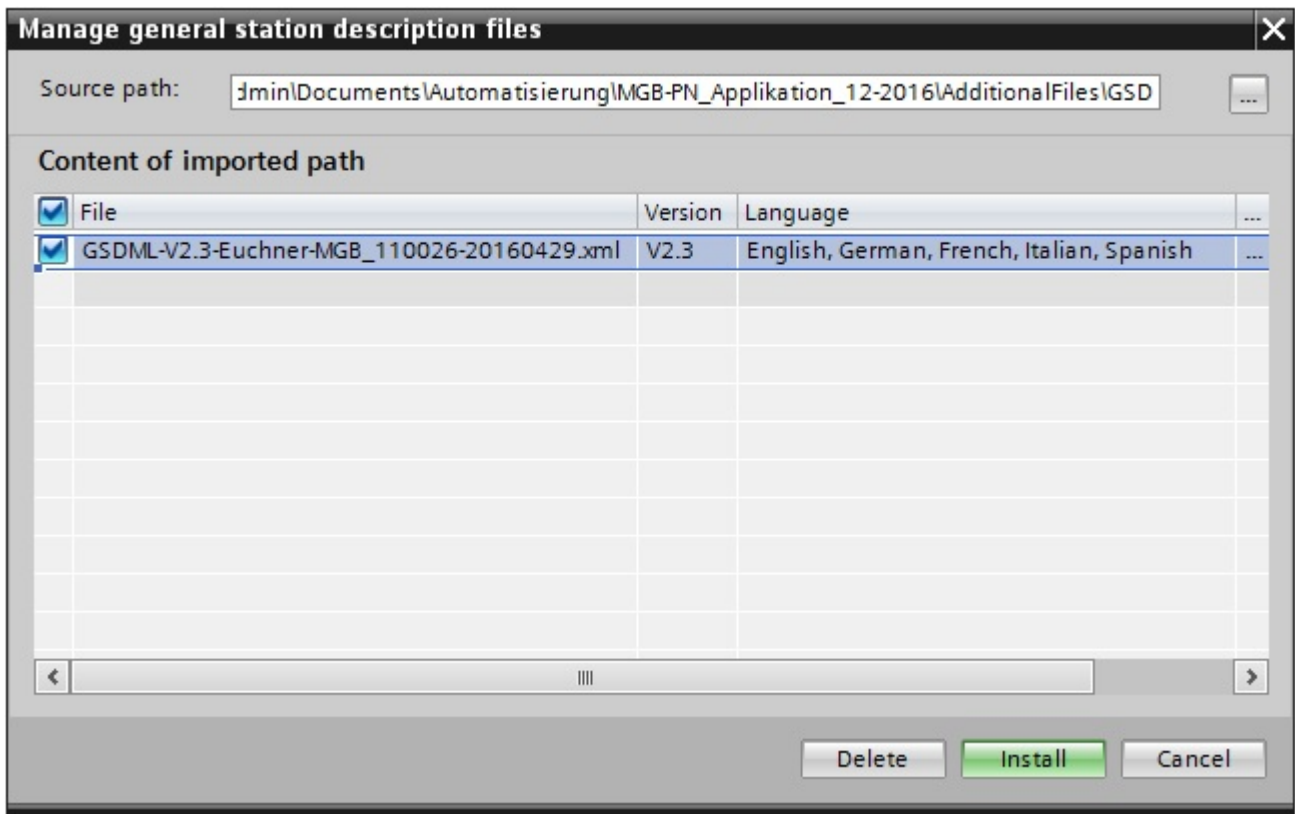 Manage general station description files
Source path: dmin\Documents\Automatisierung\MGB-PN_Applikation_12-2016\AdditionalFiles\GSD ...
Content of imported path
File Version Language ...
GSDML-V2.3-Euchner-MGB_110026-20160429.xml V2.3 English, German, French, Italian, Spanish ...
Delete Install Cancel